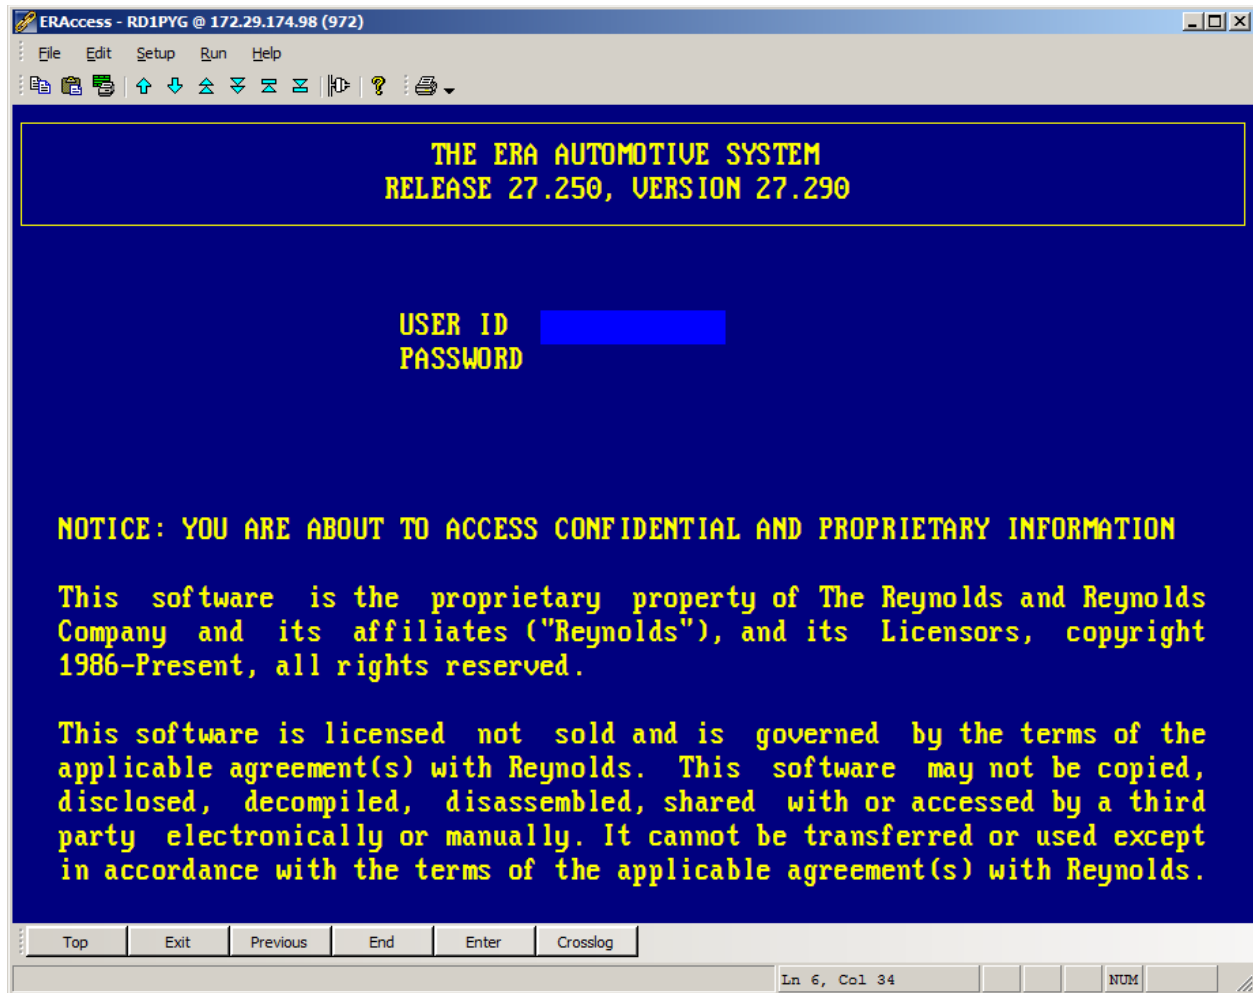 ERAccess - RD1PYG @ 172.29.174.98 (972)
File Edit Setup Run Help
THE ERA AUTOMOTIVE SYSTEM
RELEASE 27.250, VERSION 27.290
USER ID
PASSWORD
NOTICE: YOU ARE ABOUT TO ACCESS CONFIDENTIAL AND PROPRIETARY INFORMATION
This software is the proprietary property of The Reynolds and Reynolds
Company and its affiliates ("Reynolds"), and its Licensors, copyright
1986-Present, all rights reserved.
This software is licensed not sold and is governed by the terms of the
applicable agreement(s) with Reynolds. This software may not be copied,
disclosed, decompiled, disassembled, shared with or accessed by a third
party electronically or manually. It cannot be transferred or used except
in accordance with the terms of the applicable agreement(s) with Reynolds.
Top Exit Previous End Enter Crosslog
Ln 6, Col 34 NUM